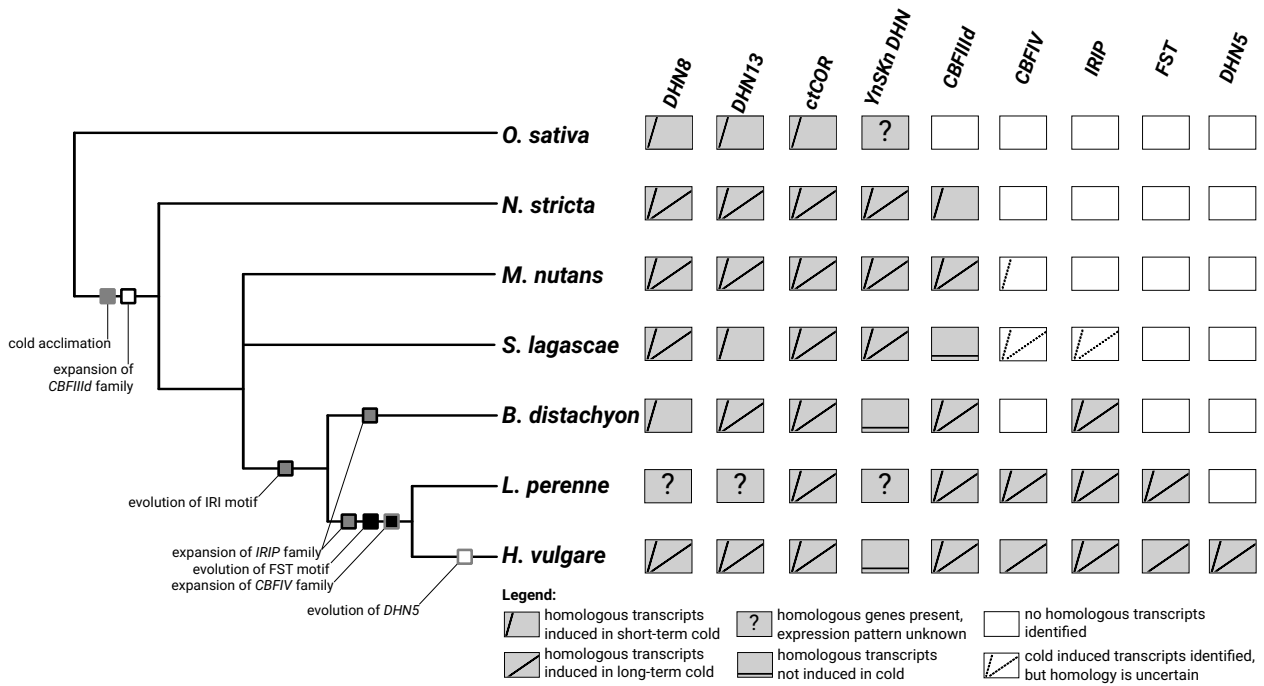 DHN8
DHN13
ctCOR
YnSKn DHN
CBFIIId
CBFIV
IRIP
FST
DHN5
O. sativa
?
N. stricta
M. nutans
cold acclimation
S. lagascae
expansion of
CBFIIId family
B. distachyon
evolution of IRI motif
L. perenne
?
?
?
expansion of IRIP family
evolution of FST motif
expansion of CBFIV family
H. vulgare
evolution of DHN5
Legend:
homologous transcripts
induced in short-term cold
?
homologous genes present,
expression pattern unknown
no homologous transcripts
identified
homologous transcripts
induced in long-term cold
homologous transcripts
not induced in cold
cold induced transcripts identified,
but homology is uncertain